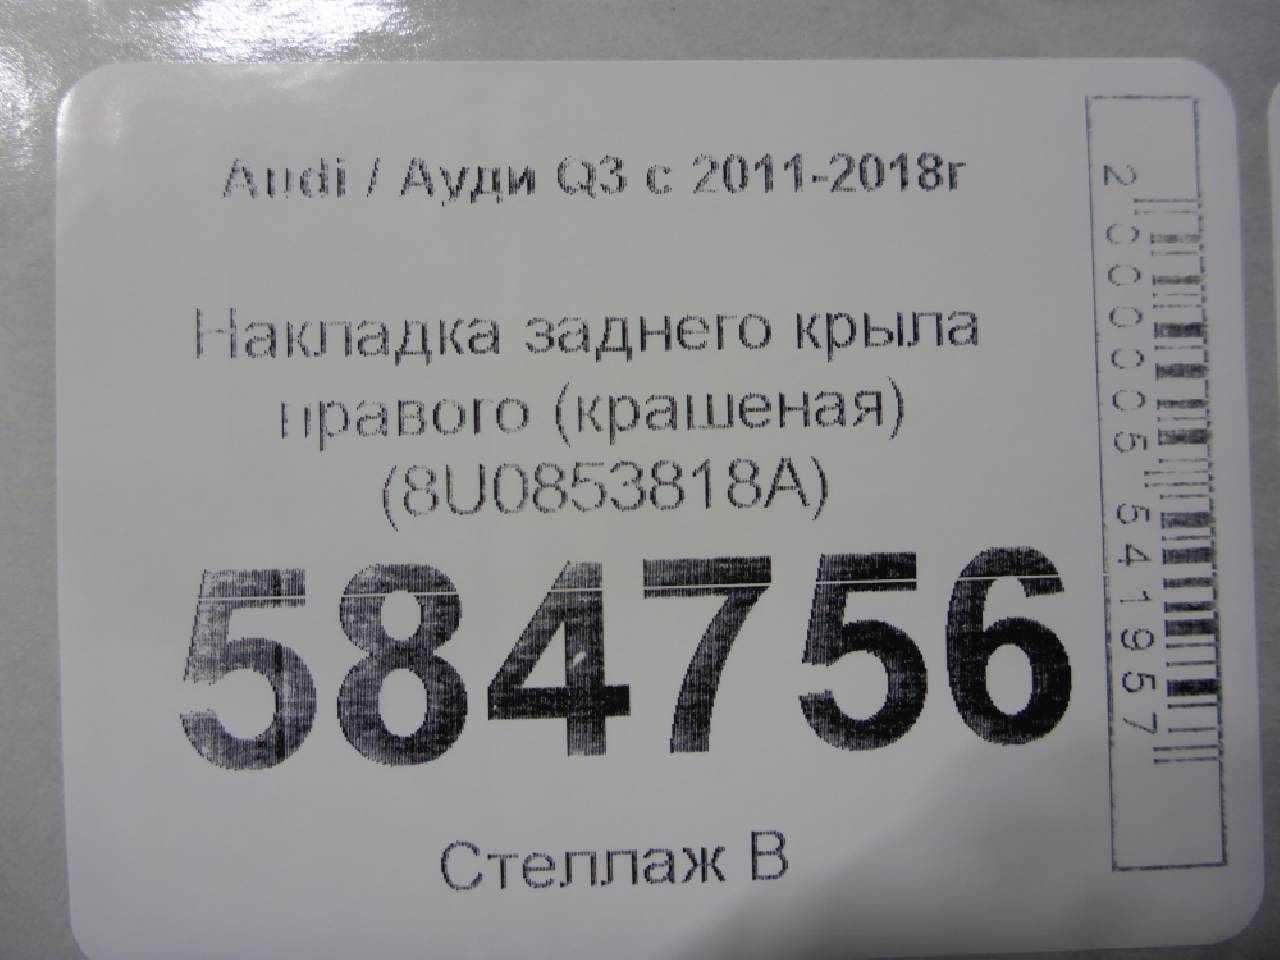 Audi / Ауди Q3 с 2011-2018г
Накладка заднего крыла
правого (крашеная)
(8U0853818A)
584756
Стеллаж В
2000005541957